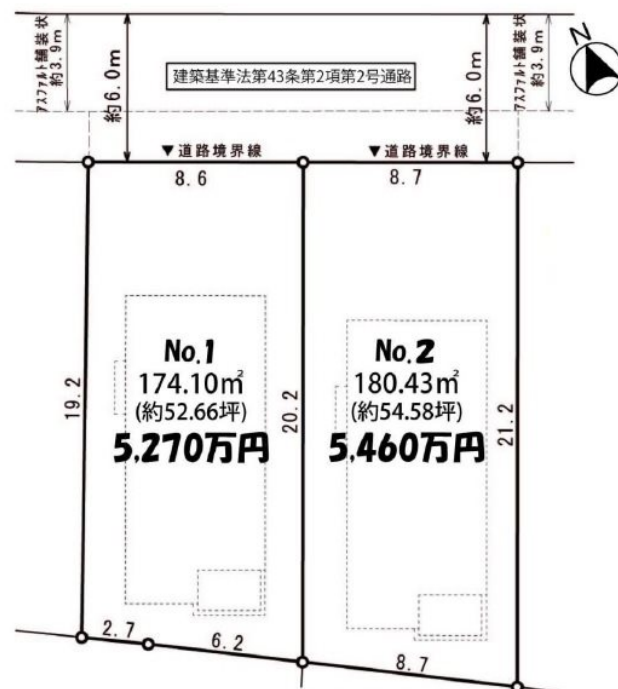 アスファルト舗装状
約3.9m
約6.0m
建築基準法第43条第2項第2号通路
約6.0m
アスファルト舗装状
約3.9m
N
▼道路境界線
▼道路境界線
8.6
8.7
No.1
174.10㎡
(約52.66坪)
5,270万円
No.2
180.43㎡
(約54.58坪)
5,460万円
19.2
20.2
21.2
2.7
6.2
8.7